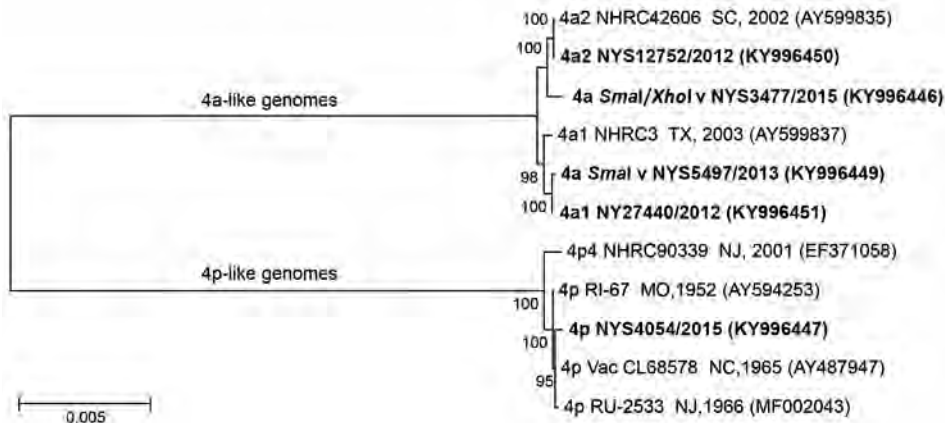 100
4a2 NHRC42606 SC, 2002 (AY599835)
100
4a2 NYS12752/2012 (KY996450)
4a-like genomes
4a SmaI/XhoI v NYS3477/2015 (KY996446)
4a1 NHRC3 TX, 2003 (AY599837)
98
4a SmaI v NYS5497/2013 (KY996449)
100
4a1 NY27440/2012 (KY996451)
4p4 NHRC90339 NJ, 2001 (EF371058)
4p-like genomes
100
4p RI-67 MO,1952 (AY594253)
4p NYS4054/2015 (KY996447)
100
4p Vac CL68578 NC,1965 (AY487947)
95
4p RU-2533 NJ,1966 (MF002043)
0.005